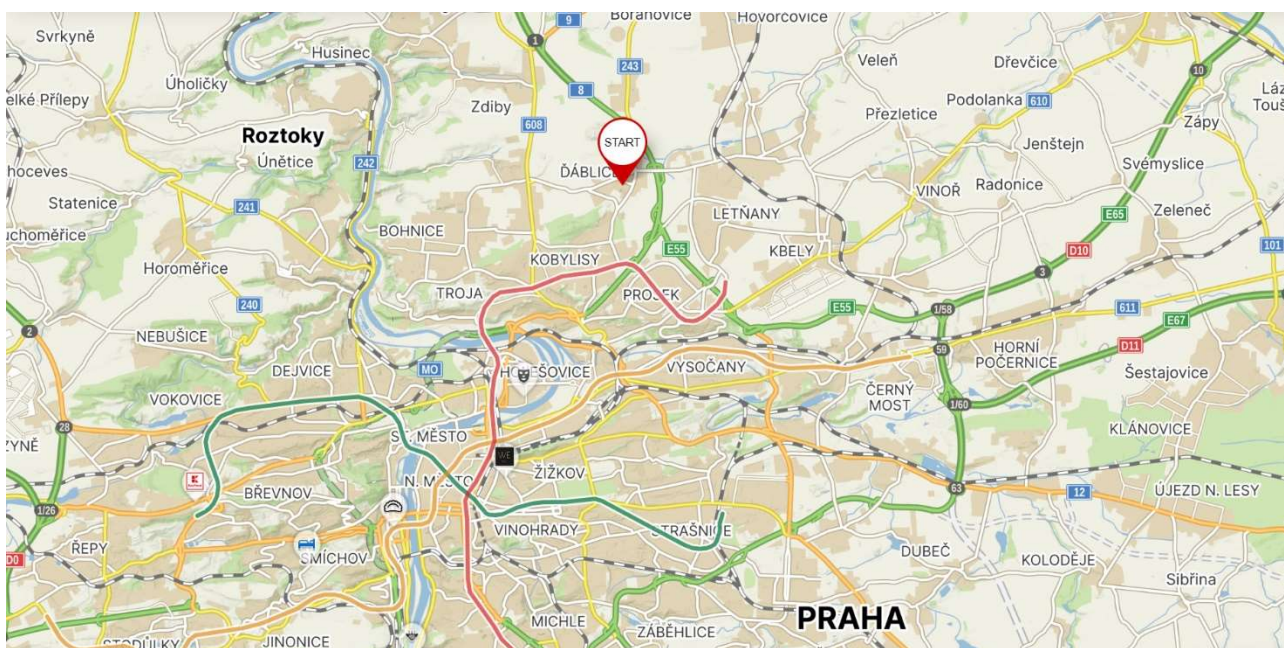 Bořanovice
Hovorčovice
Svrkyně
9
1
Husinec
243
Veleň
Dřevčice
Úholičky
8
10
Velké Přílepy
Zdiby
Podolanka
610
Přezletice
Zápy
608
Roztoky
START
Jenštejn
Únětice
242
Svémyslice
ĎÁBLICE
Statenice
241
VINOŘ
Radonice
LETŇANY
E65
Zeleneč
BOHNICE
E55
KBELY
D10
101
KOBYLISY
Horoměřice
3
TROJA
PROSEK
240
E55
1/58
611
2
E67
NEBUŠICE
59
HORNÍ
POČERNICE
D11
DEJVICE
MO
HOLEŠOVICE
VYSOČANY
Šestajovice
VOKOVICE
ČERNÝ
MOST
1/60
28
ST. MĚSTO
KLÁNOVICE
WE
N. MĚSTO
ŽIŽKOV
BŘEVNOV
63
12
ÚJEZD N. LESY
1/26
VINOHRADY
STRAŠNICE
ŘEPY
SMÍCHOV
DUBEČ
KOLODĚJE
D0
Sibřina
PRAHA
MICHLE
ZÁBĚHLICE
STODŮLKY
JINONICE